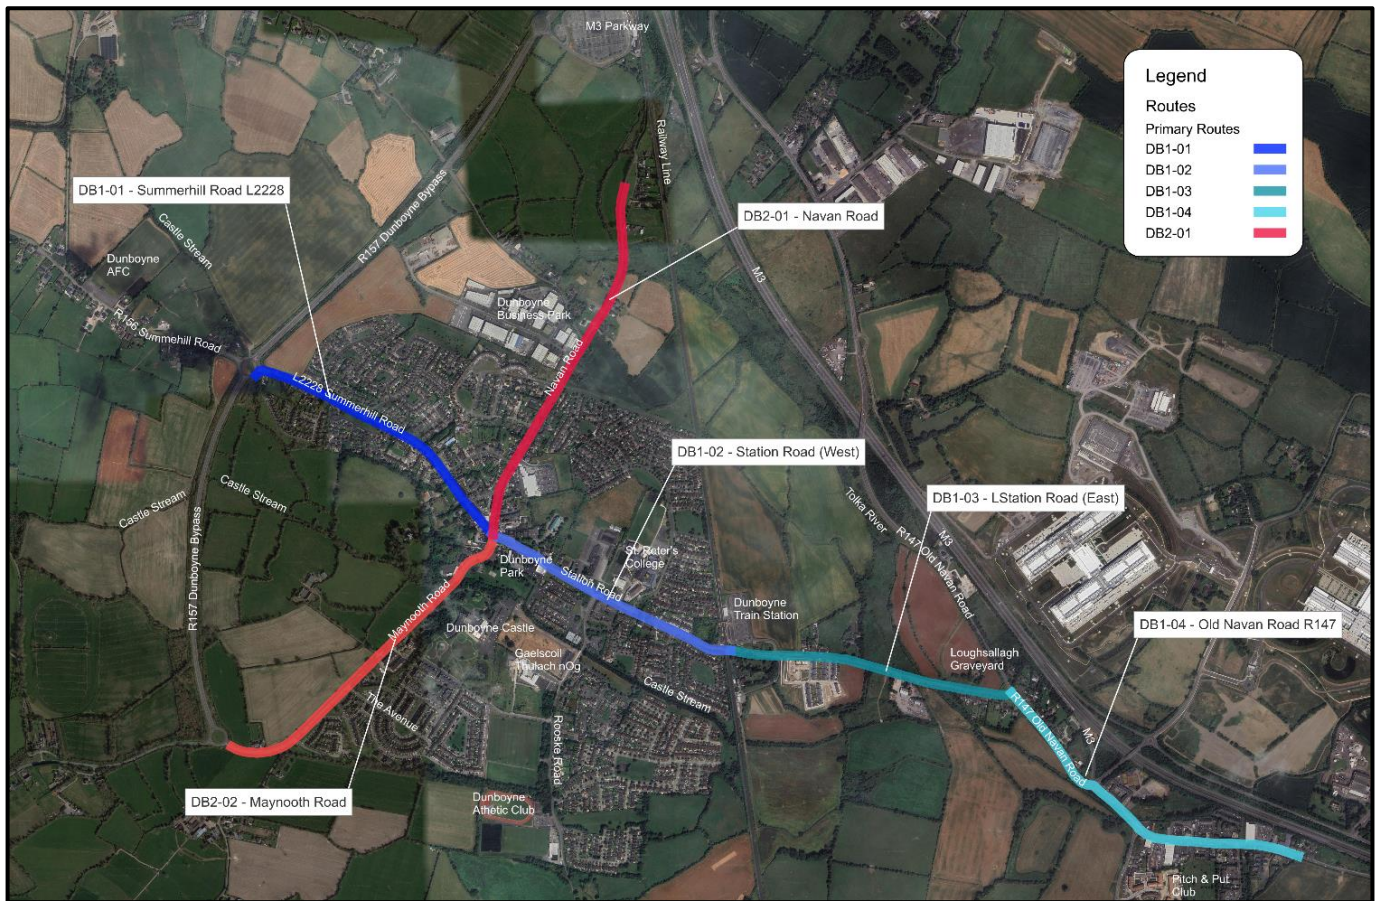 M3 Parkway
Legend
Routes
Primary Routes
DB1-01
DB1-02
DB1-03
DB1-04
DB2-01
Railway Line
DB1-01 - Summerhill Road L2228
R157 Dunboyne Bypass
DB2-01 - Navan Road
Castle Stream
Dunboyne
AFC
M3
Dunboyne
Business Park
R156 Summehill Road
Navan Road
L2228 Summerhill Road
DB1-02 - Station Road (West)
Castle Stream
Castle Stream
Tolka River
DB1-03 - LStation Road (East)
R147 Old Navan Road
M3
St. Peter's
College
Dunboyne
Park
Station Road
R157 Dunboyne Bypass
Maynooth Road
Dunboyne
Train Station
Dunboyne Castle
DB1-04 - Old Navan Road R147
Gaelscoil
Thulach nOg
Loughsallagh
Graveyard
Castle Stream
The Avenue
R147 Old Navan Road
M3
Rooske Road
DB2-02 - Maynooth Road
Dunboyne
Athetic Club
Pitch & Put
Club